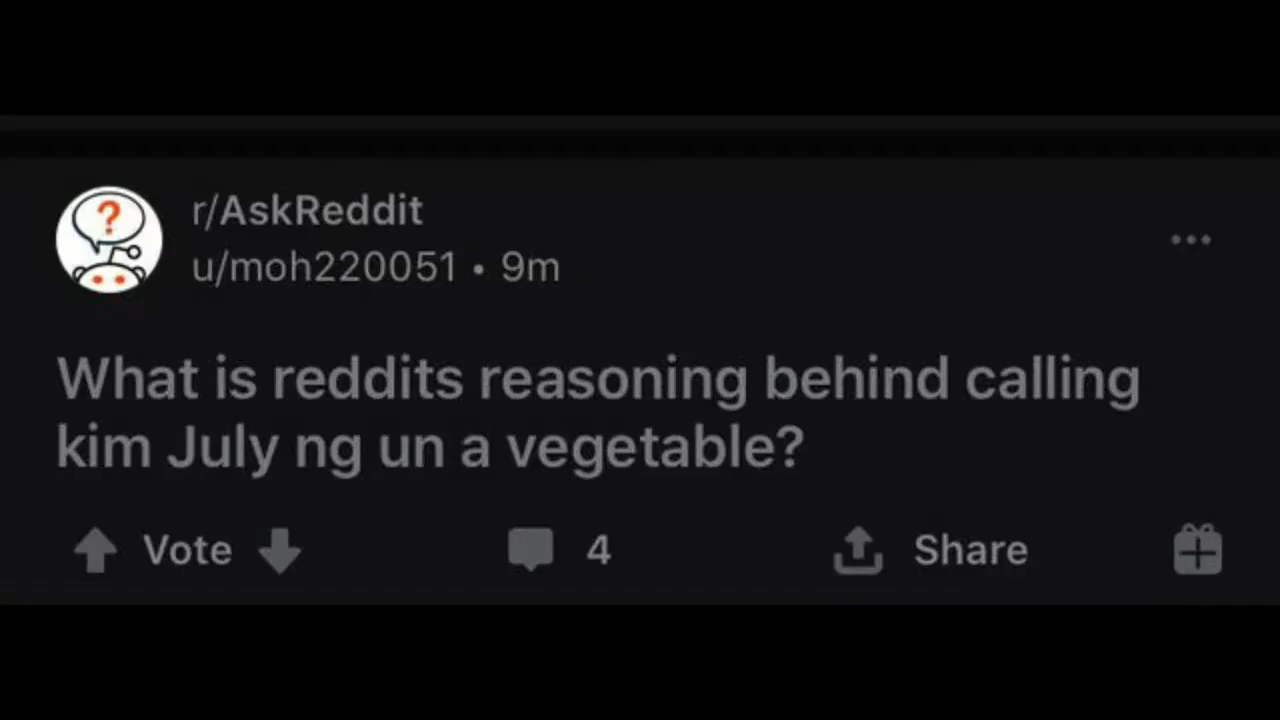 r/AskReddit
u/moh220051 • 9m
What is reddits reasoning behind calling
kim July ng un a vegetable?
Vote 4 Share